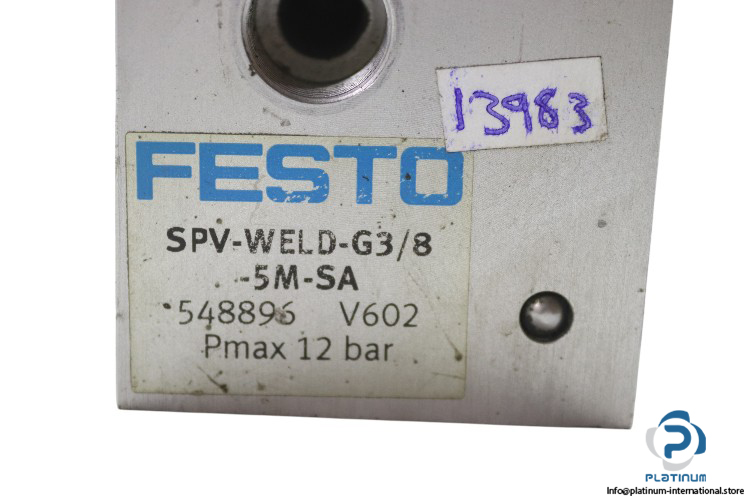 13983
FESTO
SPV-WELD-G3/8
-5M-SA
548896 V602
Pmax 12 bar
PLATINUM
Info@platinum-international.store